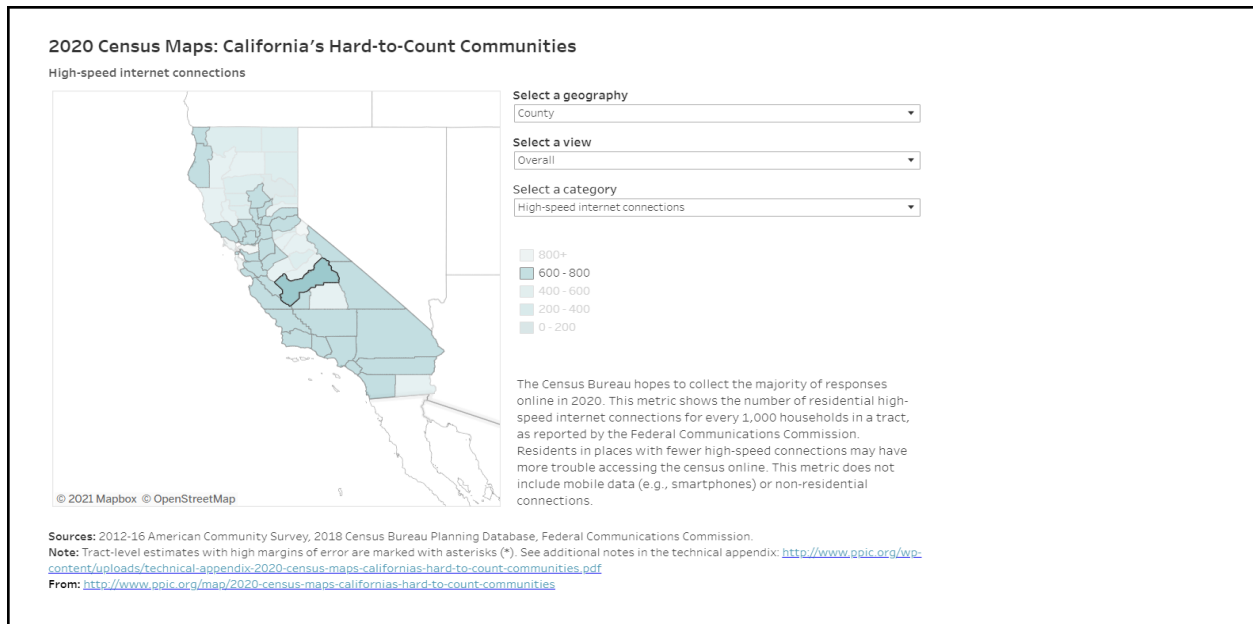 2020 Census Maps: California's Hard-to-Count Communities
High-speed internet connections
Select a geography
County
Select a view
Overall
Select a category
High-speed internet connections
800+
600 - 800
400 - 600
200 - 400
0 - 200
The Census Bureau hopes to collect the majority of responses
online in 2020. This metric shows the number of residential high-
speed internet connections for every 1,000 households in a tract,
as reported by the Federal Communications Commission.
Residents in places with fewer high-speed connections may have
more trouble accessing the census online. This metric does not
include mobile data (e.g., smartphones) or non-residential
connections.
© 2021 Mapbox © OpenStreetMap
Sources: 2012-16 American Community Survey, 2018 Census Bureau Planning Database, Federal Communications Commission.
Note: Tract-level estimates with high margins of error are marked with asterisks (*). See additional notes in the technical appendix: http://www.ppic.org/wp-
content/uploads/technical-appendix-2020-census-maps-californias-hard-to-count-communities.pdf
From: http://www.ppic.org/map/2020-census-maps-californias-hard-to-count-communities